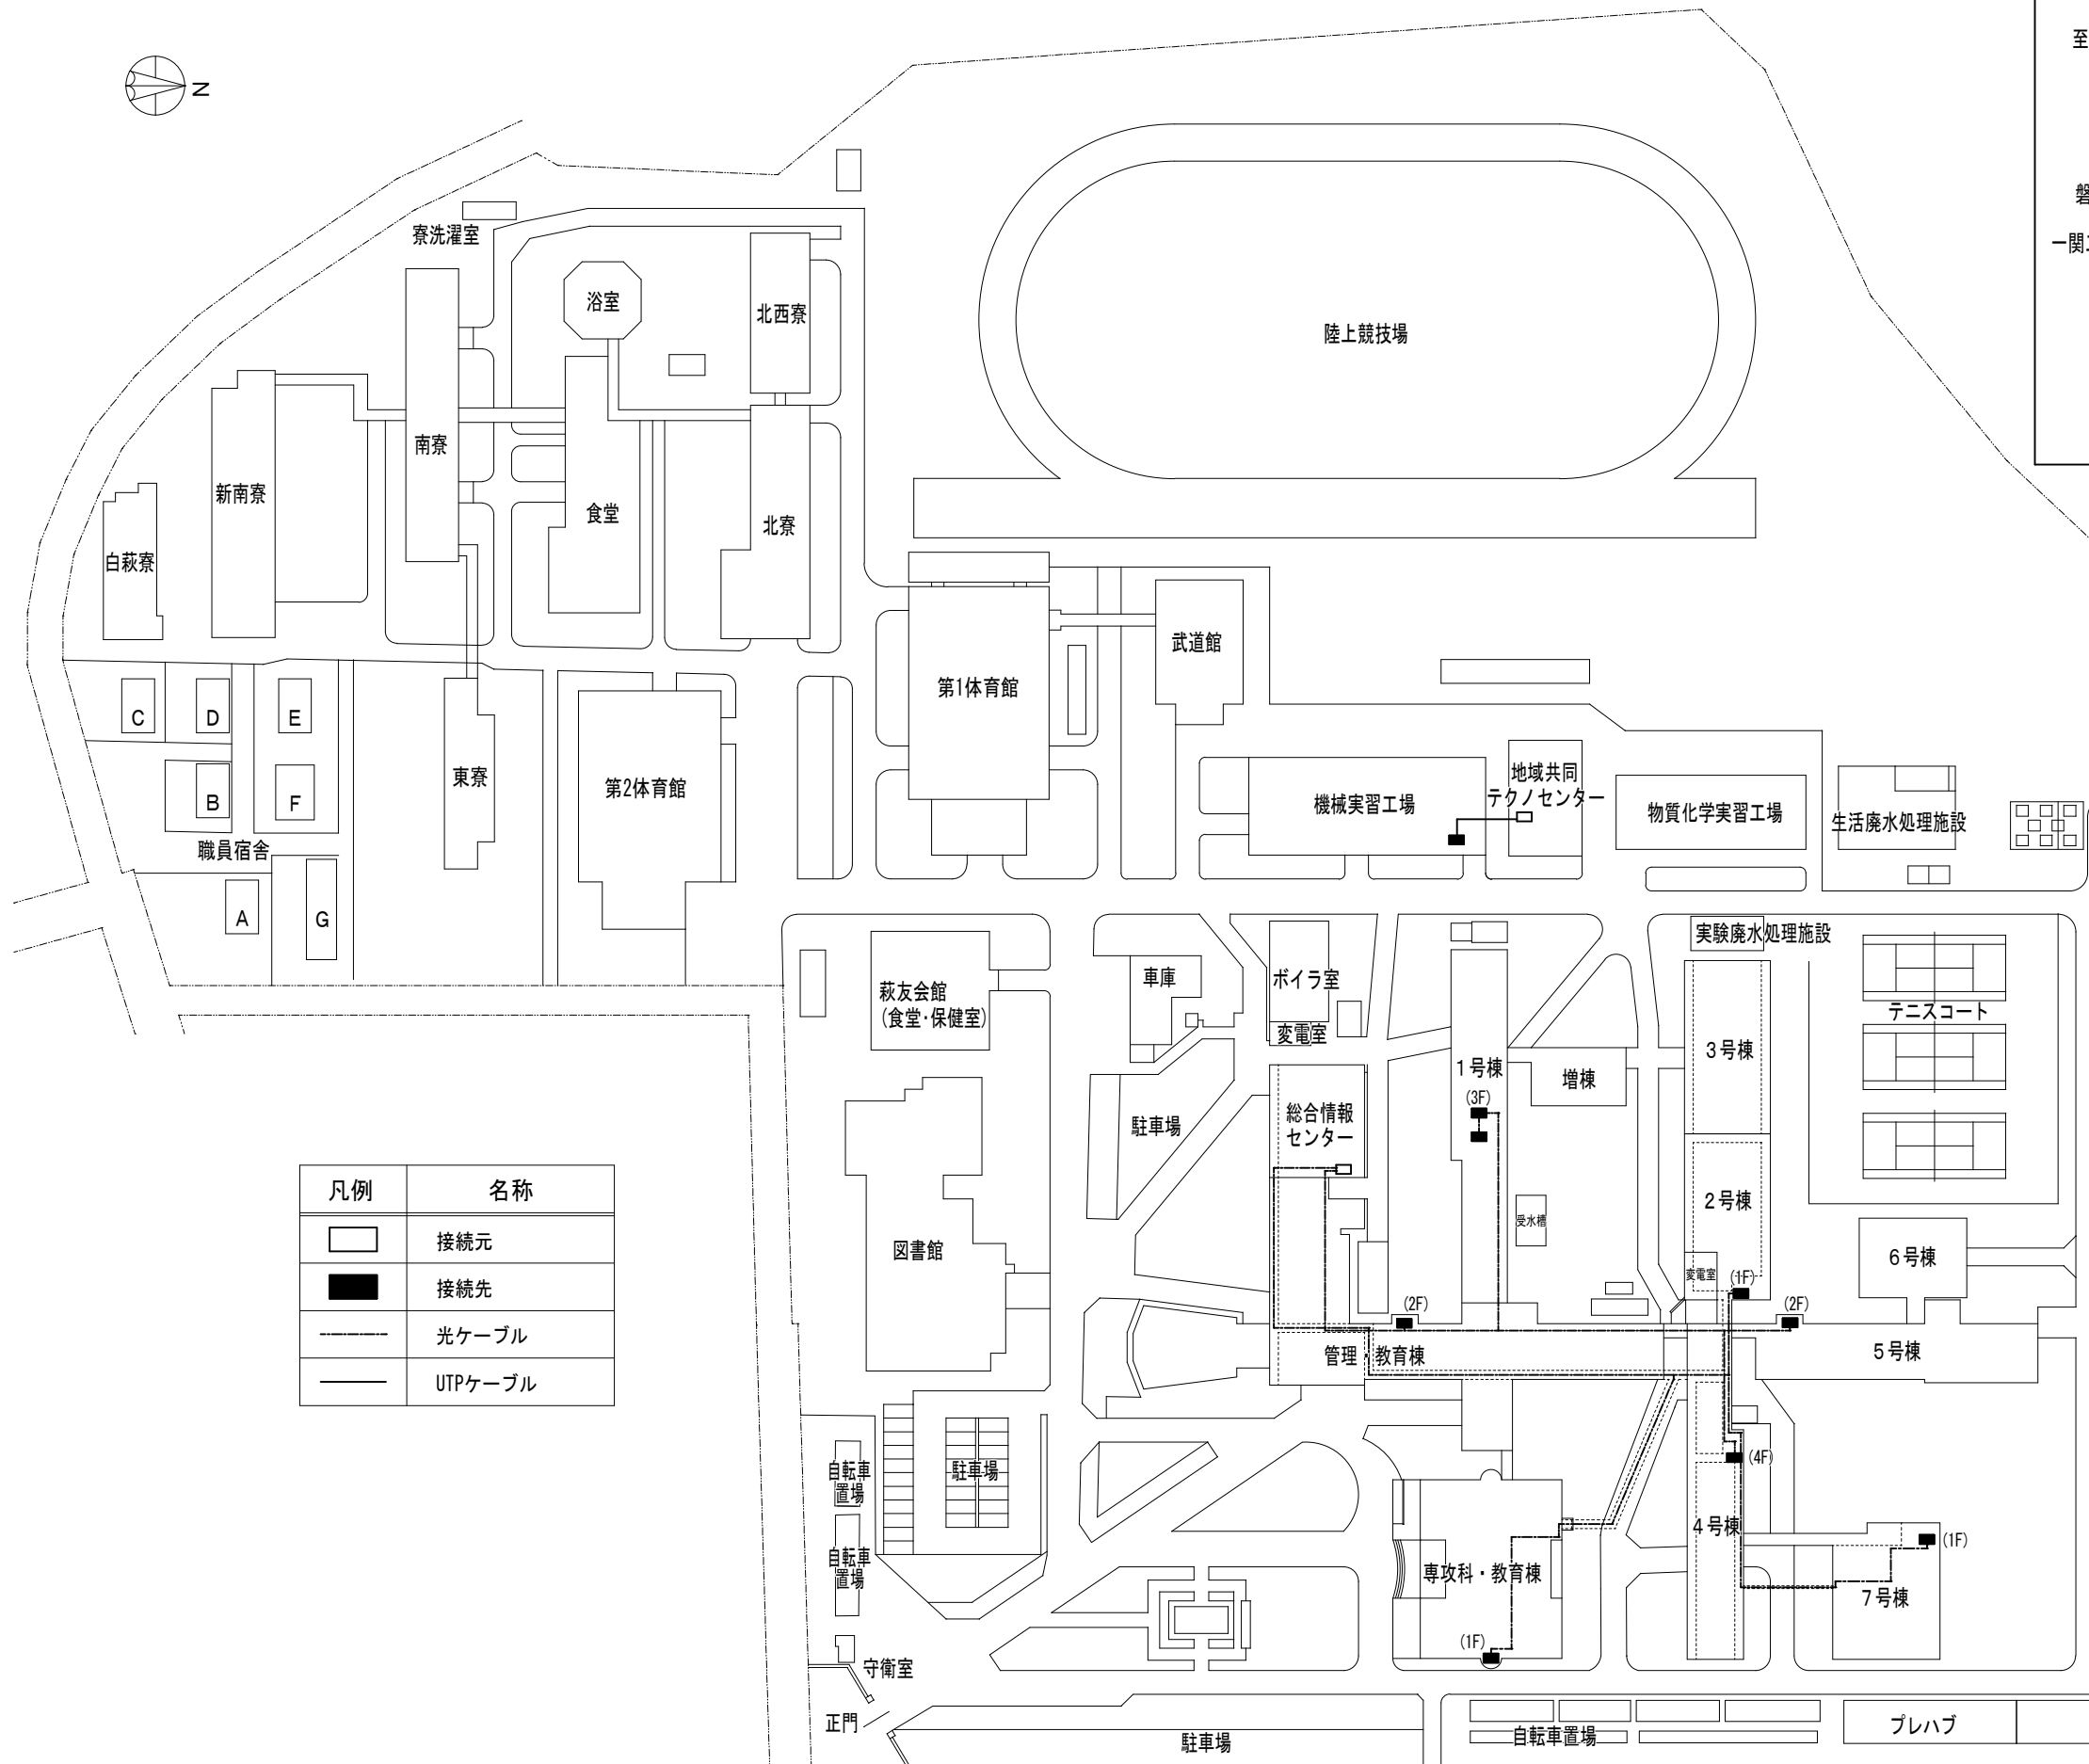 至
N
磐
一関工
寮洗濯室
浴室
北西寮
陸上競技場
南寮
新南寮
食堂
北寮
白萩寮
武道館
第1体育館
C
D
E
東寮
第2体育館
B
F
職員宿舎
A
G
機械実習工場
地域共同
テクノセンター
物質化学実習工場
生活廃水処理施設
実験廃水処理施設
萩友会館
(食堂・保健室)
車庫
ボイラ室
変電室
テニスコート
1号棟
増棟
3号棟
(3F)
総合情報
センター
駐車場
2号棟
受水槽
図書館
6号棟
変電室
(1F)
(2F)
(2F)
管理・教育棟
5号棟
凡例
名称
接続元
接続先
光ケーブル
UTPケーブル
自転車
置場
駐車場
(4F)
自転車
置場
4号棟
(1F)
専攻科・教育棟
7号棟
(1F)
守衛室
正門
駐車場
自転車置場
プレハブ